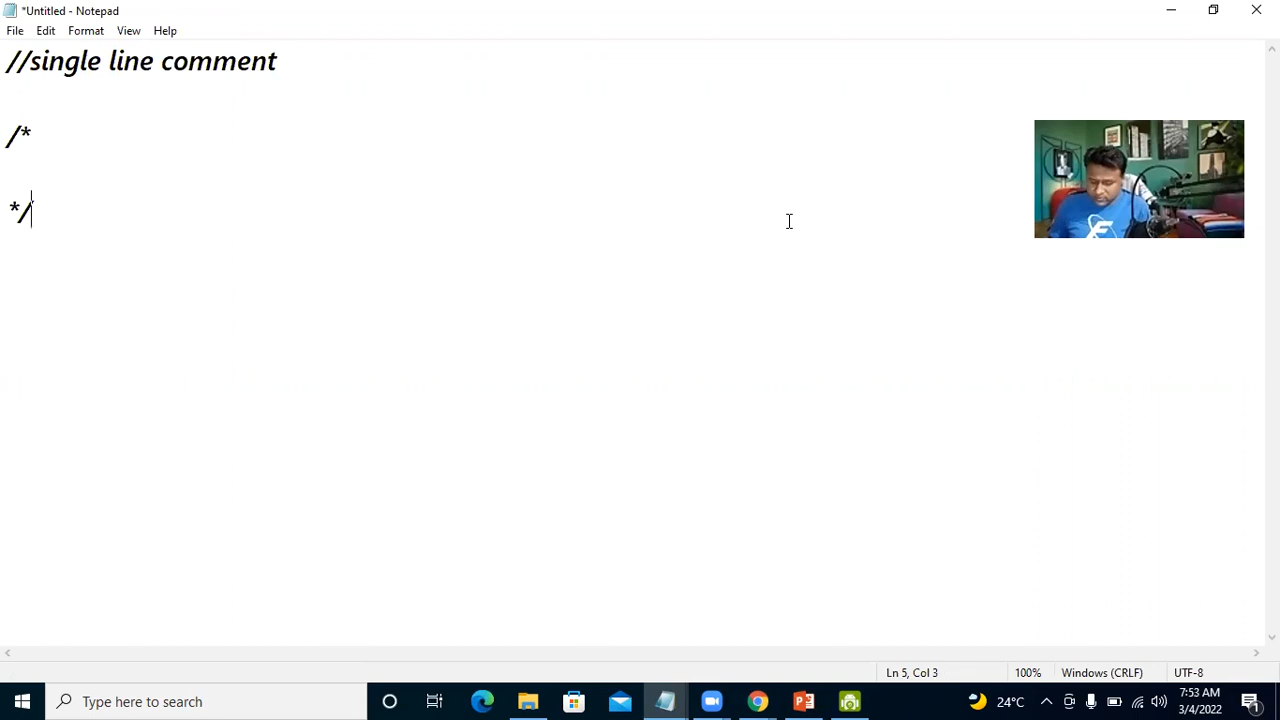 *Untitled - Notepad
File Edit Format View Help
//single line comment
/*
*/
Ln 5, Col 3 100% Windows (CRLF) UTF-8
Type here to search
24°C
7:53 AM
3/4/2022
1